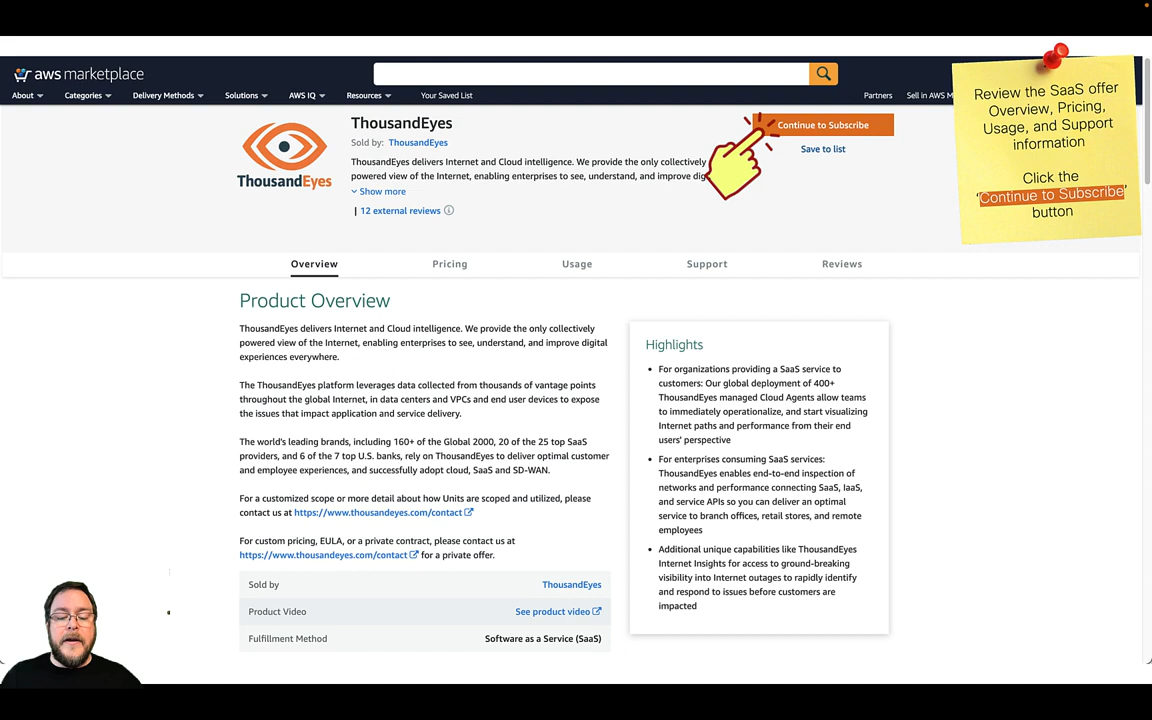 aws marketplace
About
Categories
Delivery Methods
Solutions
AWS IQ
Resources
Your Saved List
Partners
Sell in AWS M
Review the SaaS offer
Overview, Pricing,
Usage, and Support
information
Click the
'Continue to Subscribe'
button
ThousandEyes
ThousandEyes
Sold by: ThousandEyes
ThousandEyes delivers Internet and Cloud intelligence. We provide the only collectively
powered view of the Internet, enabling enterprises to see, understand, and improve dig
Show more
12 external reviews
Continue to Subscribe
Save to list
Overview
Pricing
Usage
Support
Reviews
Product Overview
ThousandEyes delivers Internet and Cloud intelligence. We provide the only collectively
powered view of the Internet, enabling enterprises to see, understand, and improve digital
experiences everywhere.
The ThousandEyes platform leverages data collected from thousands of vantage points
throughout the global Internet, in data centers and VPCs and end user devices to expose
the issues that impact application and service delivery.
The world's leading brands, including 160+ of the Global 2000, 20 of the 25 top SaaS
providers, and 6 of the 7 top U.S. banks, rely on ThousandEyes to deliver optimal customer
and employee experiences, and successfully adopt cloud, SaaS and SD-WAN.
For a customized scope or more detail about how Units are scoped and utilized, please
contact us at https://www.thousandeyes.com/contact
For custom pricing, EULA, or a private contract, please contact us at
https://www.thousandeyes.com/contact for a private offer.
Sold by ThousandEyes
Product Video See product video
Fulfillment Method Software as a Service (SaaS)
Highlights
• For organizations providing a SaaS service to
customers: Our global deployment of 400+
ThousandEyes managed Cloud Agents allow teams
to immediately operationalize, and start visualizing
Internet paths and performance from their end
users' perspective
• For enterprises consuming SaaS services:
ThousandEyes enables end-to-end inspection of
networks and performance connecting SaaS, IaaS,
and service APIs so you can deliver an optimal
service to branch offices, retail stores, and remote
employees
• Additional unique capabilities like ThousandEyes
Internet Insights for access to ground-breaking
visibility into Internet outages to rapidly identify
and respond to issues before customers are
impacted